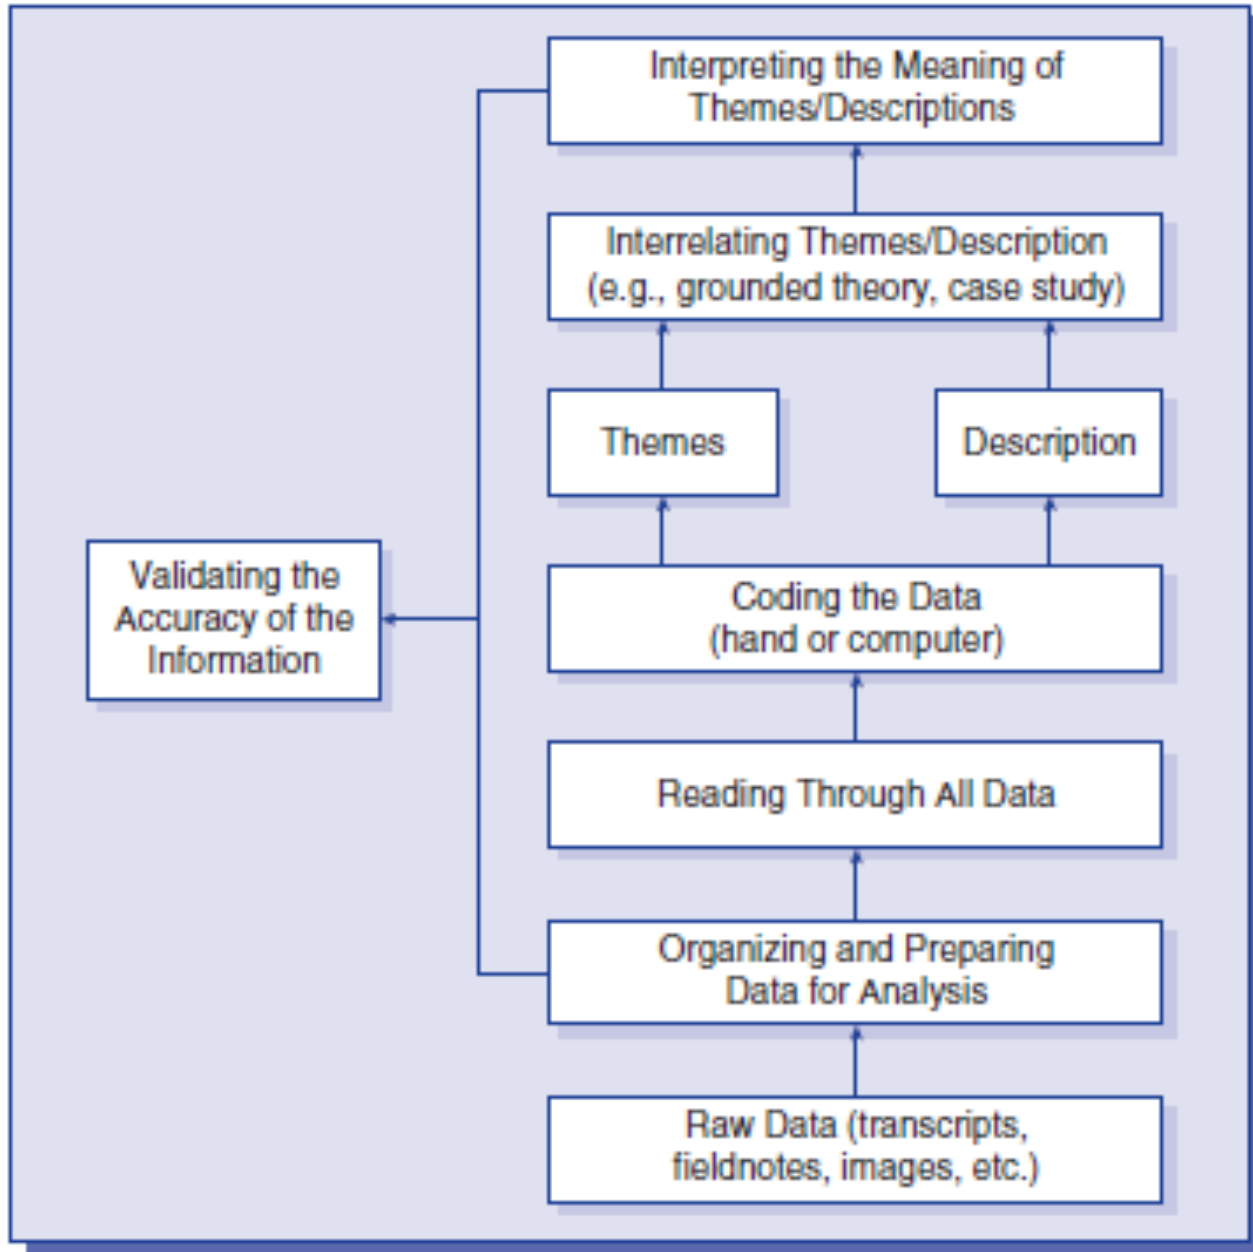 Interpreting the Meaning of
Themes/Descriptions
Interrelating Themes/Description
(e.g., grounded theory, case study)
Themes
Description
Validating the
Accuracy of the
Information
Coding the Data
(hand or computer)
Reading Through All Data
Organizing and Preparing
Data for Analysis
Raw Data (transcripts,
fieldnotes, images, etc.)